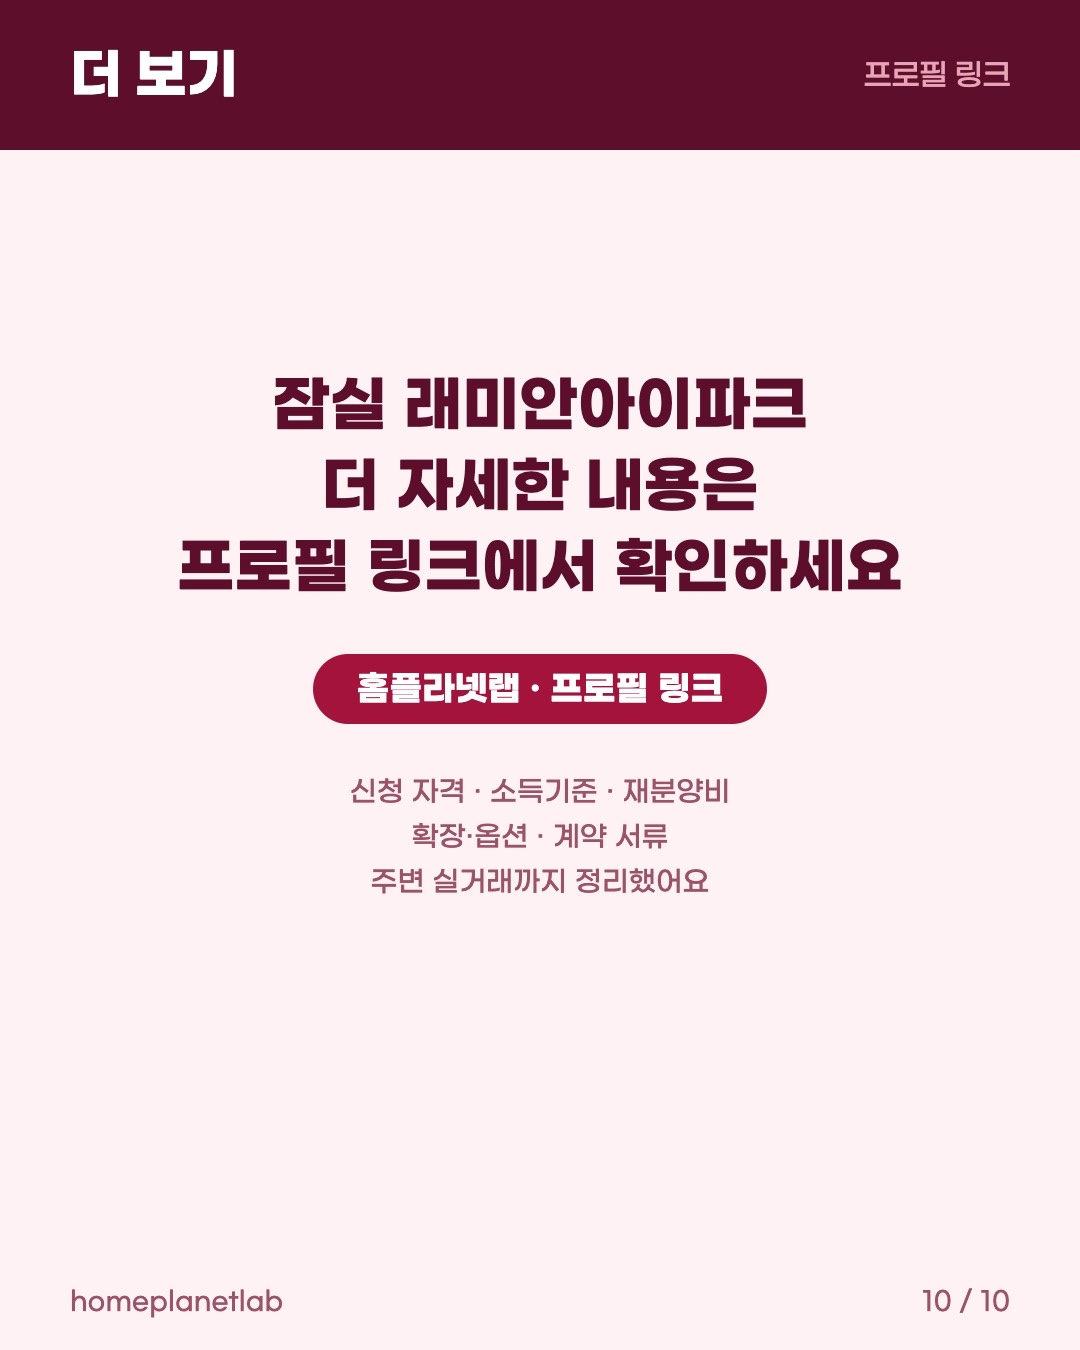 더 보기
프로필 링크
잠실 래미안아이파크
더 자세한 내용은
프로필 링크에서 확인하세요
홈플라넷랩 · 프로필 링크
신청 자격 · 소득기준 · 재분양비
확장·옵션 · 계약 서류
주변 실거래까지 정리했어요
homeplanetlab
10 / 10